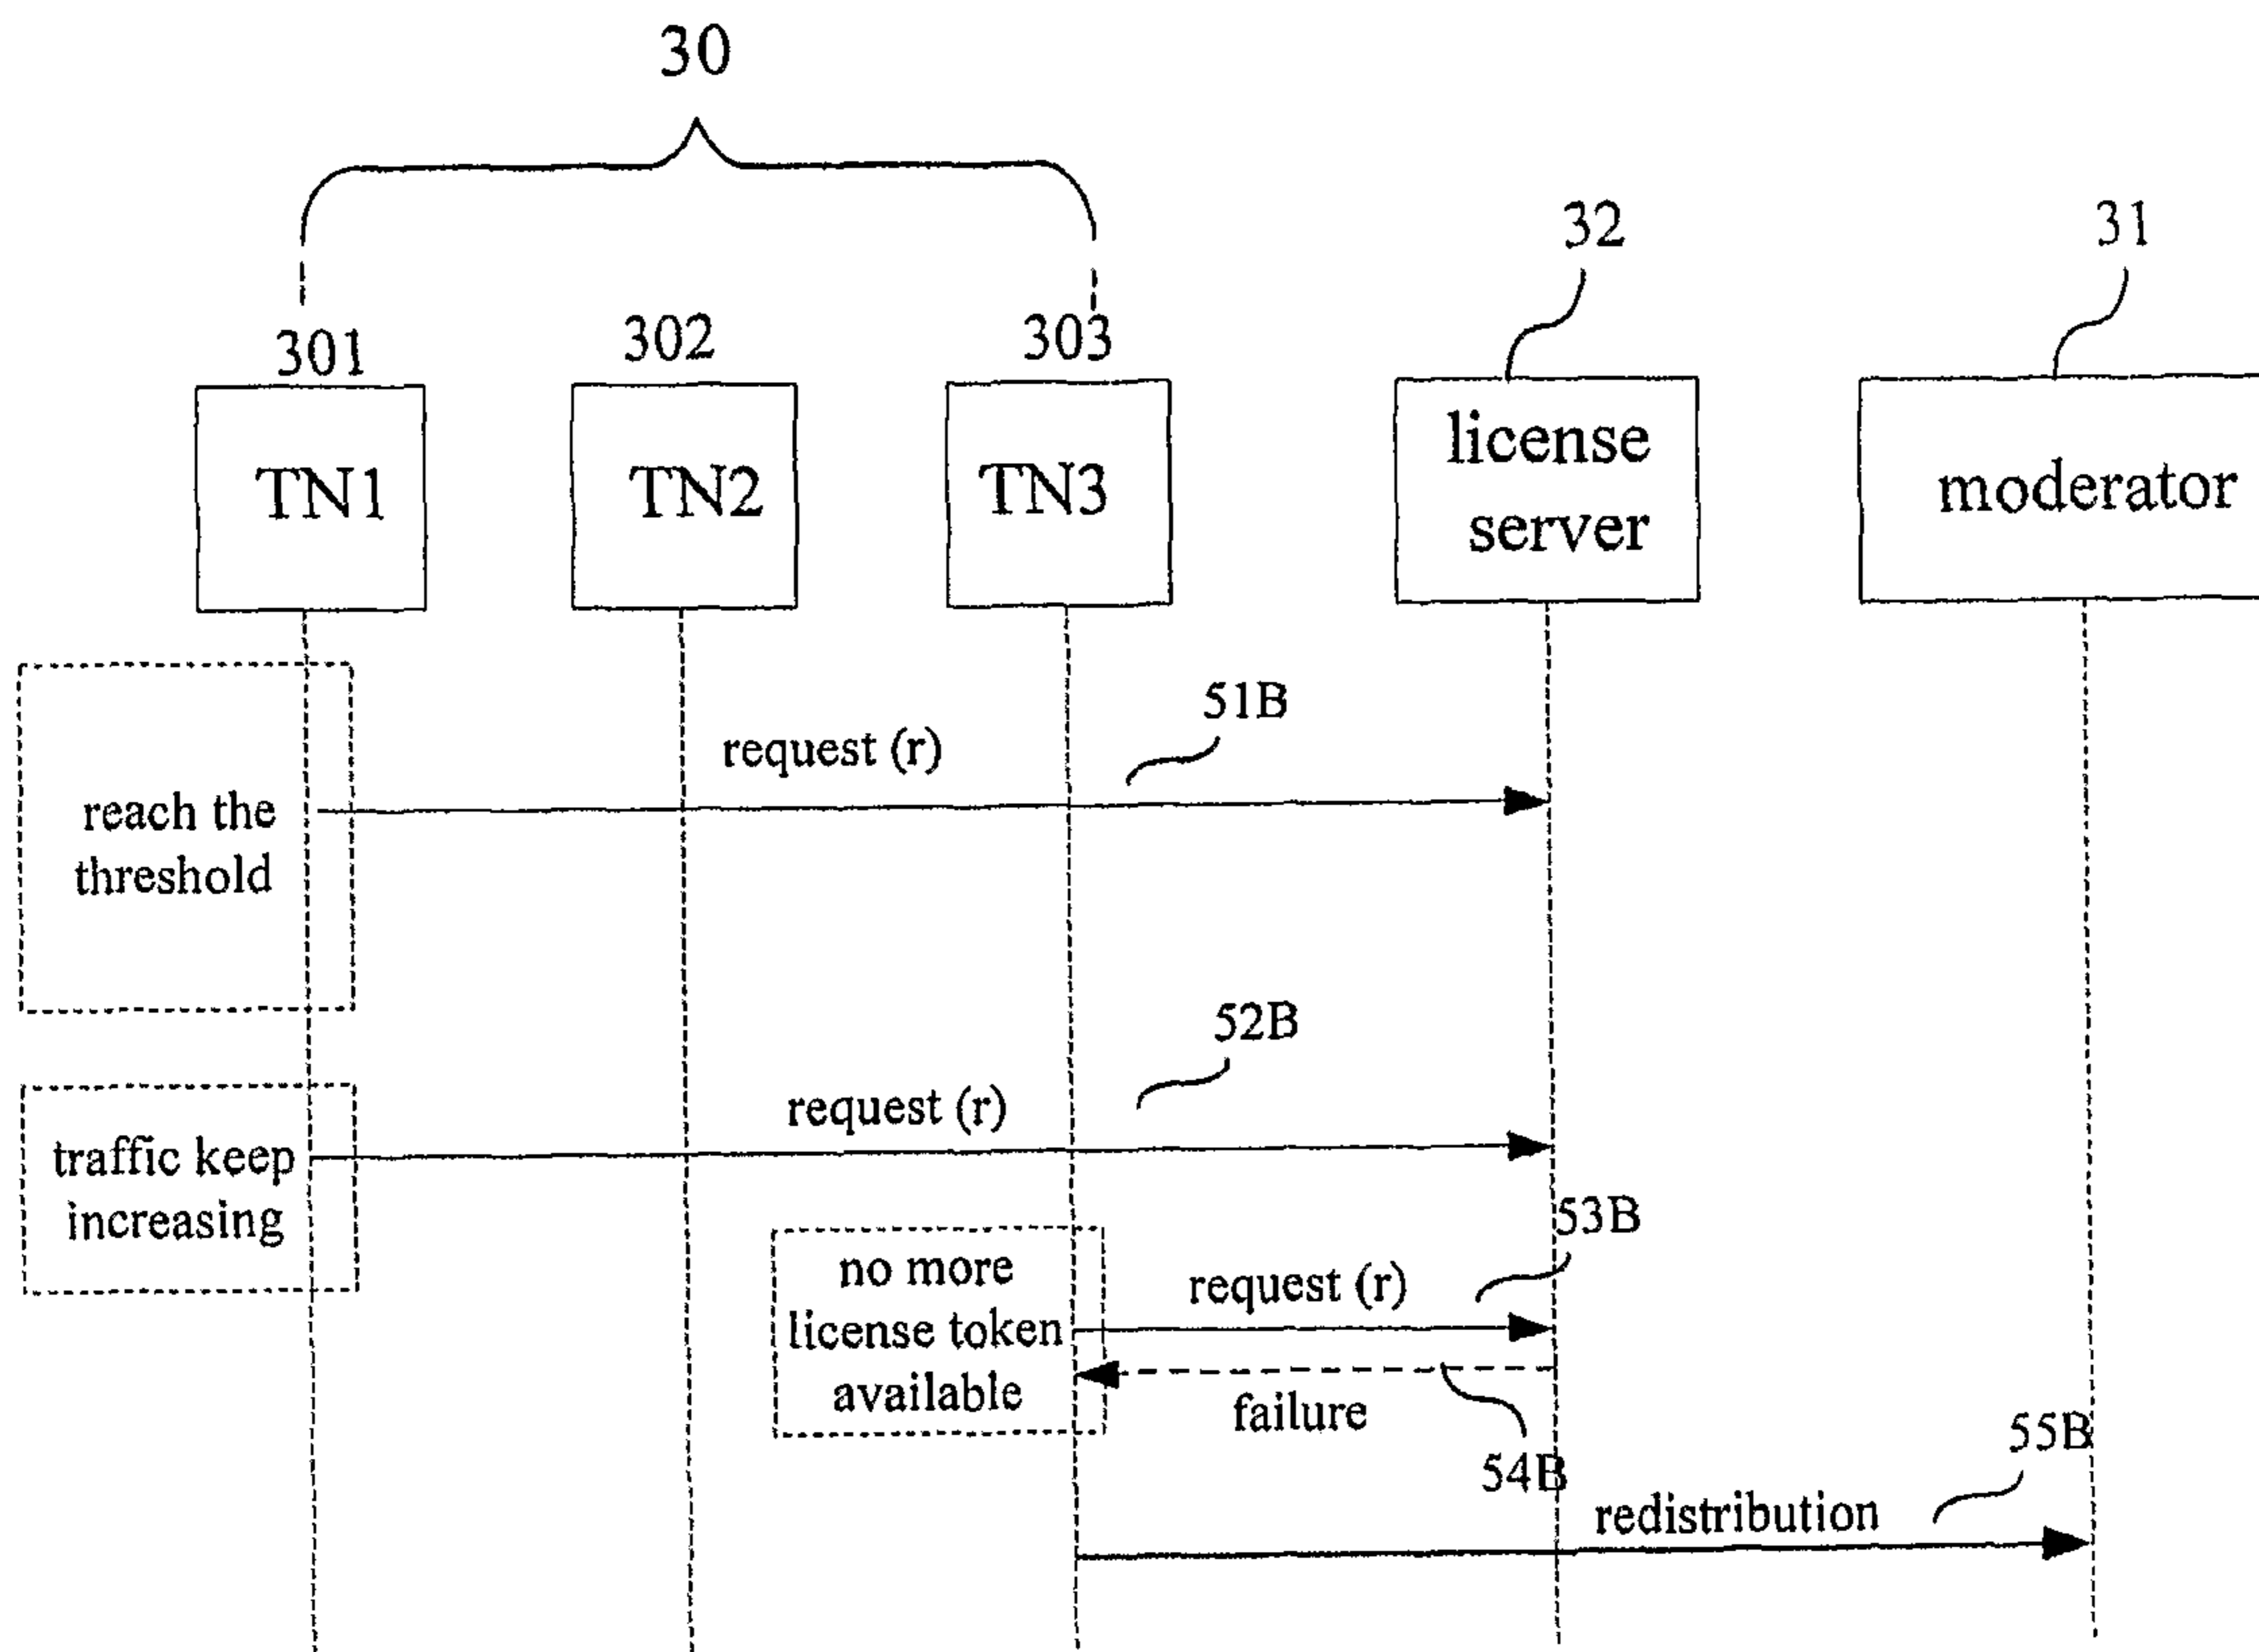 30
32
31
301
302
303
TN1
TN2
TN3
license
server
moderator
51B
request (r)
reach the
threshold
52B
request (r)
traffic keep
increasing
53B
no more
license token
available
request (r)
failure
54B
55B
redistribution